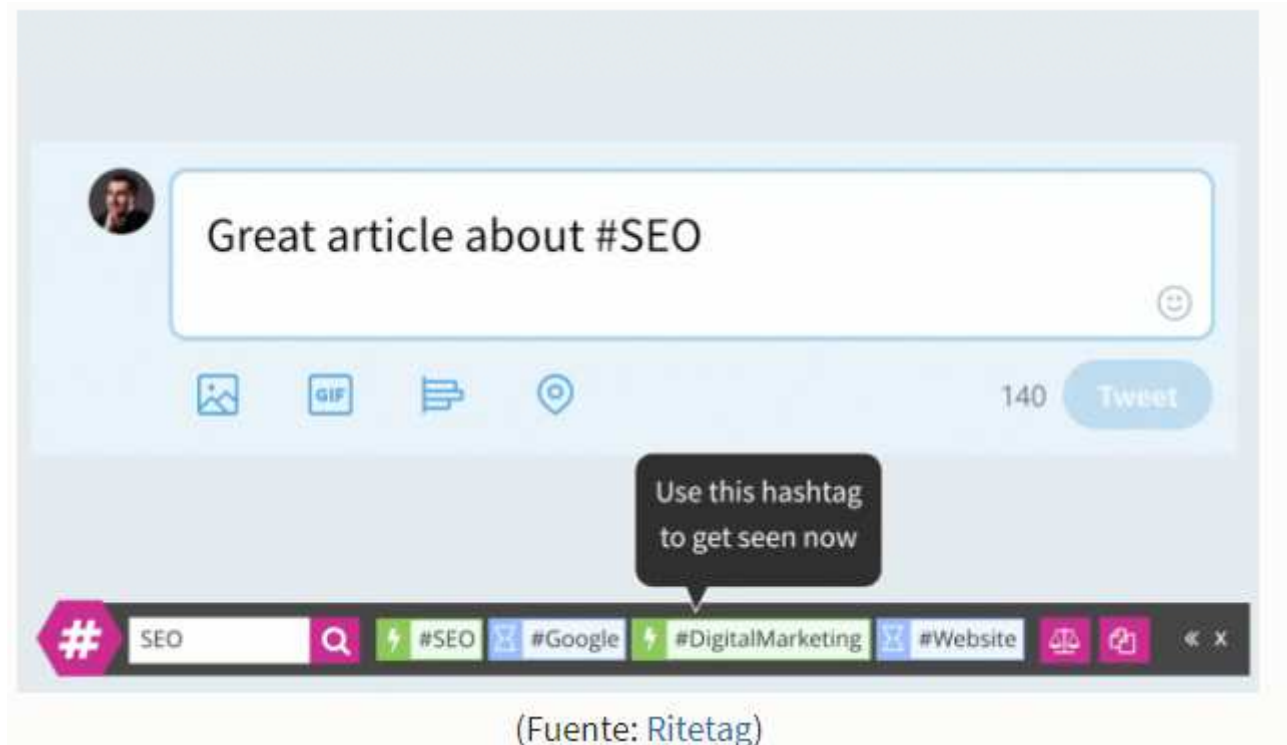 Great article about #SEO
GIF
140 Tweet
Use this hashtag
to get seen now
# SEO #SEO #Google #DigitalMarketing #Website « x
(Fuente: Ritetag)